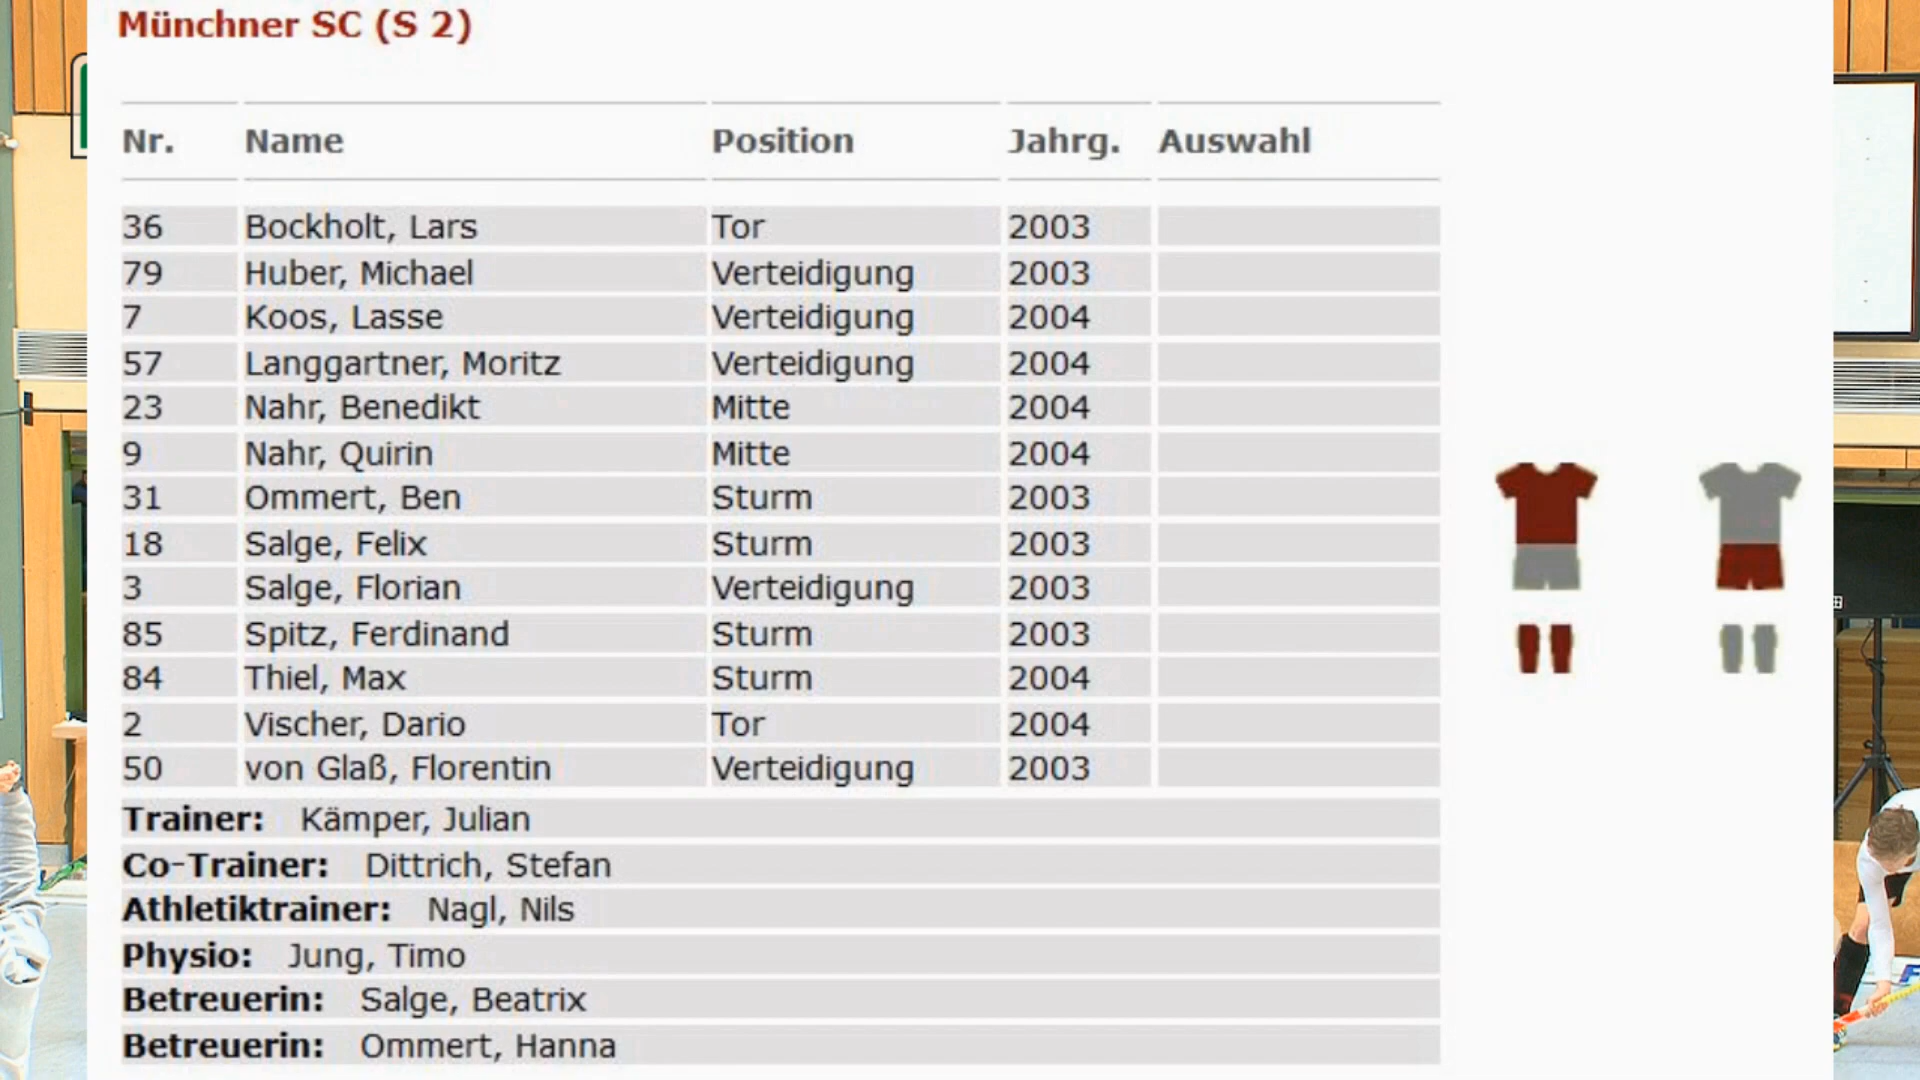 Münchner SC (S 2)
Nr. Name Position Jahrg. Auswahl
36 Bockholt, Lars Tor 2003
79 Huber, Michael Verteidigung 2003
7 Koos, Lasse Verteidigung 2004
57 Langgartner, Moritz Verteidigung 2004
23 Nahr, Benedikt Mitte 2004
9 Nahr, Quirin Mitte 2004
31 Ommert, Ben Sturm 2003
18 Salge, Felix Sturm 2003
3 Salge, Florian Verteidigung 2003
85 Spitz, Ferdinand Sturm 2003
84 Thiel, Max Sturm 2004
2 Vischer, Dario Tor 2004
50 von Glaß, Florentin Verteidigung 2003
Trainer: Kämper, Julian
Co-Trainer: Dittrich, Stefan
Athletiktrainer: Nagl, Nils
Physio: Jung, Timo
Betreuerin: Salge, Beatrix
Betreuerin: Ommert, Hanna